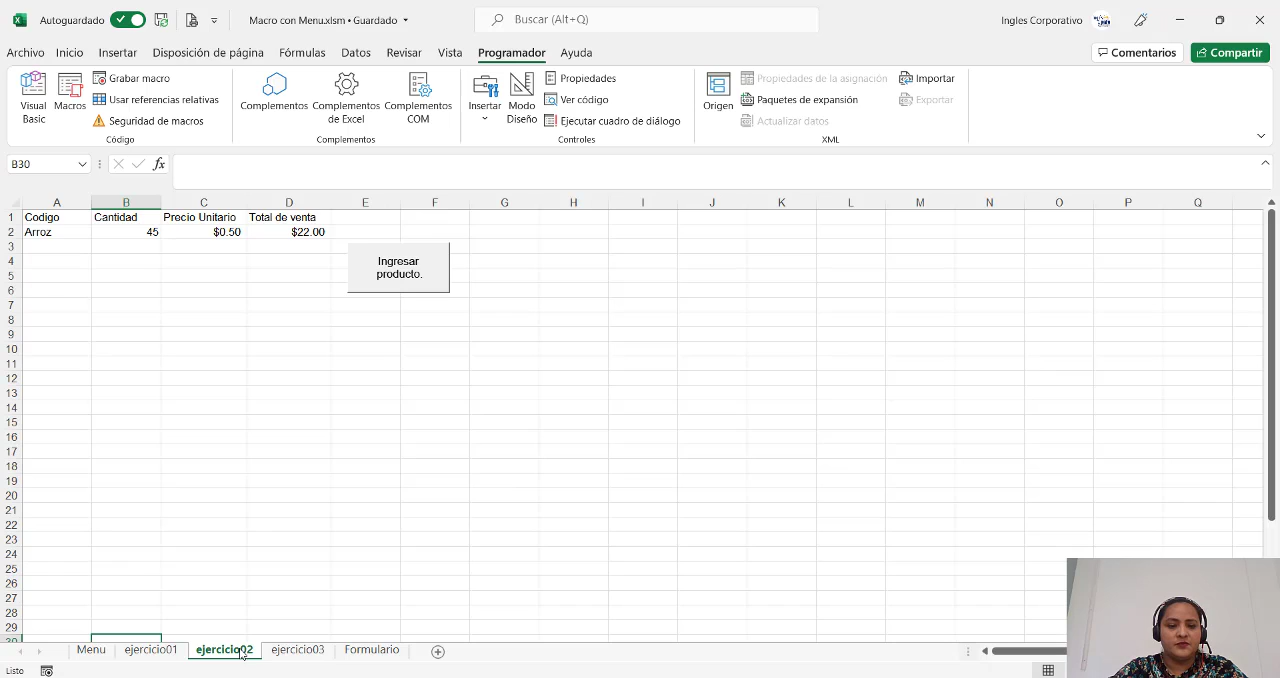 Autoguardado
Macro con Menu.xlsm • Guardado
Buscar (Alt+Q)
Ingles Corporativo
Archivo Inicio Insertar Disposición de página Fórmulas Datos Revisar Vista Programador Ayuda
Comentarios
Compartir
Visual Basic
Macros
Grabar macro
Usar referencias relativas
Seguridad de macros
Código
Complementos
Complementos de Excel
Complementos COM
Complementos
Insertar
Modo Diseño
Propiedades
Ver código
Ejecutar cuadro de diálogo
Controles
Origen
Propiedades de la asignación
Paquetes de expansión
Actualizar datos
Importar
Exportar
XML
B30
fx
A B C D E F G H I J K L M N O P Q
1 Codigo Cantidad Precio Unitario Total de venta
2 Arroz 45 $0.50 $22.00
3
4
5
6
7
8
9
10
11
12
13
14
15
16
17
18
19
20
21
22
23
24
25
26
27
28
29
30
Ingresar
producto.
Menu ejercicio01 ejercicio02 ejercicio03 Formulario
Listo